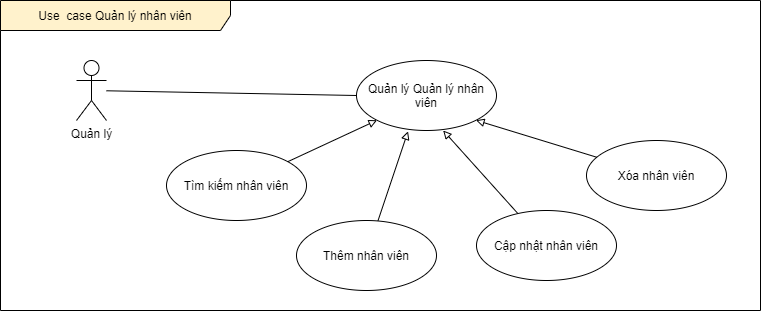 Use case Quản lý nhân viên
Quản lý Quản lý nhân
viên
Quản lý
Tìm kiếm nhân viên
Xóa nhân viên
Thêm nhân viên
Cập nhật nhân viên